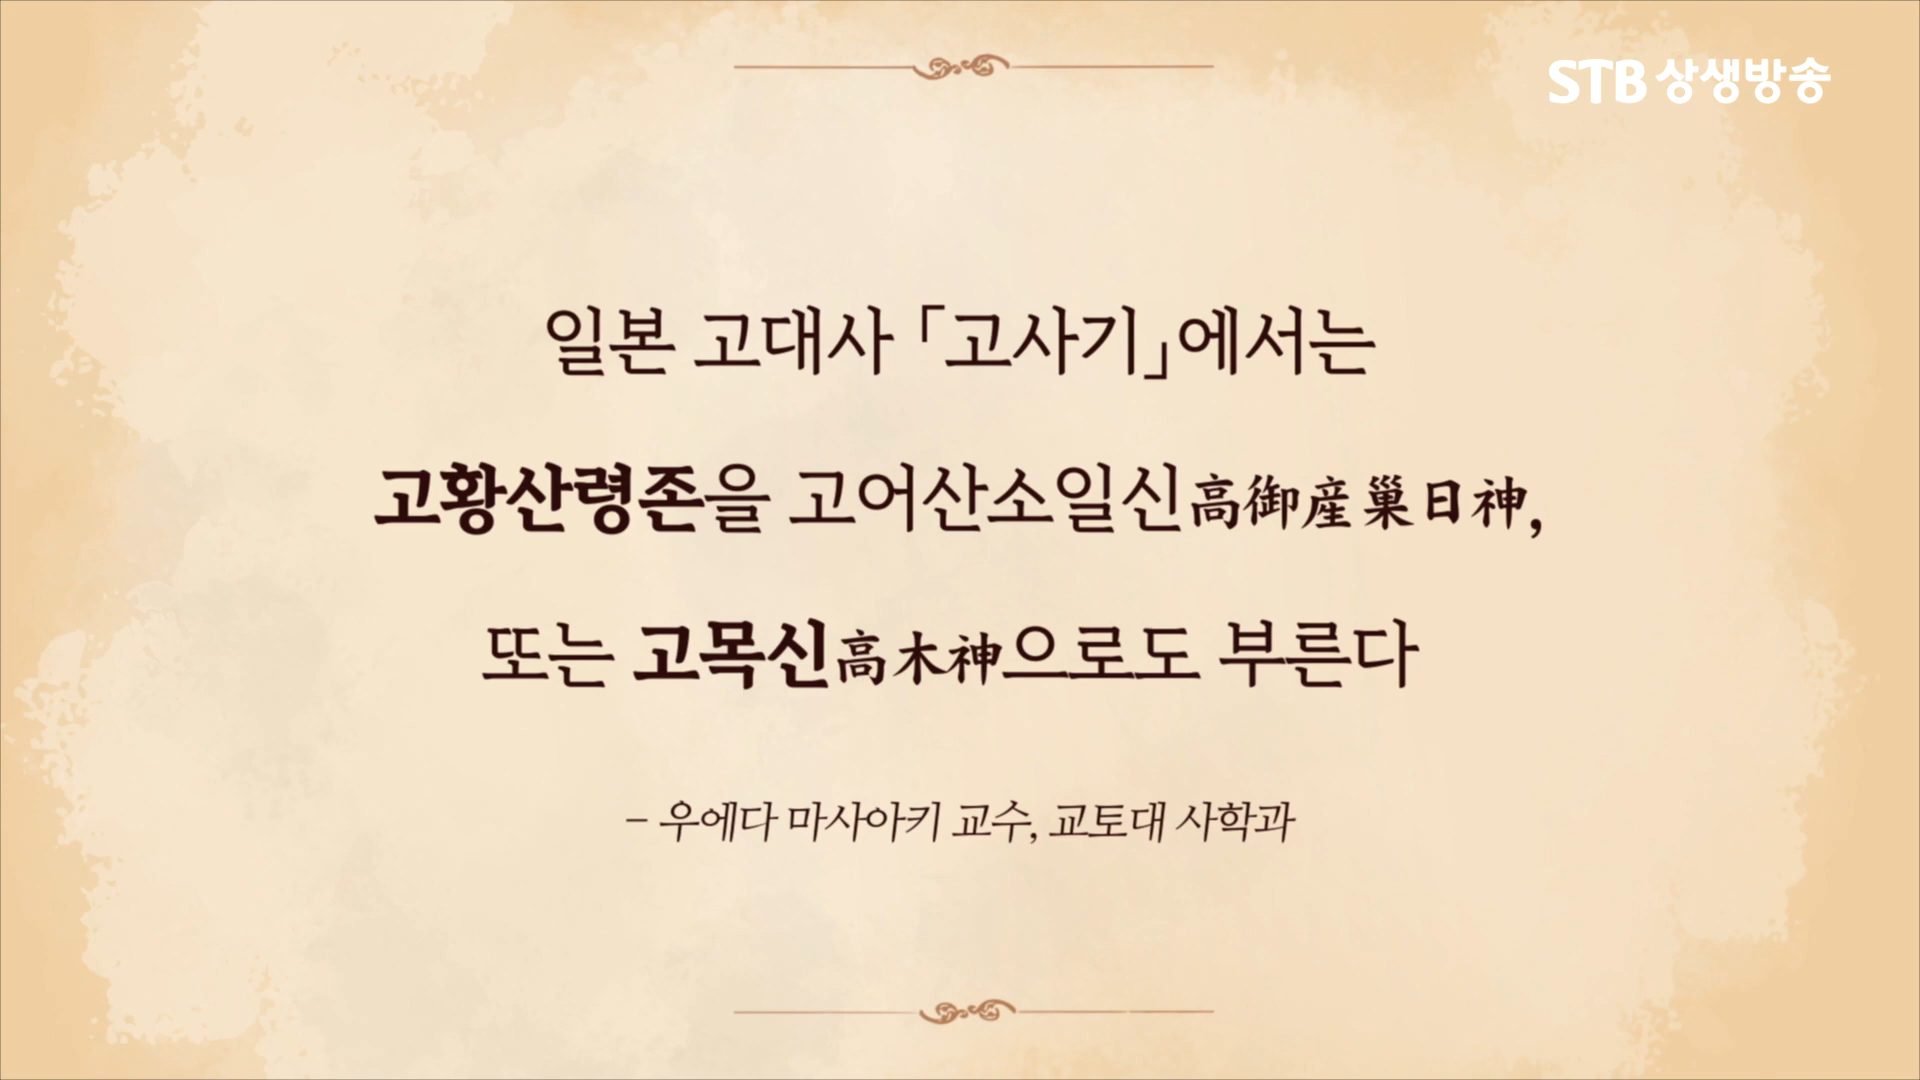 STB 상생방송
일본 고대사 「고사기」에서는
고황산령존을 고어산소일신高御産巢日神,
또는 고목신高木神으로도 부른다
– 우에다 마사아키 교수, 교토대 사학과